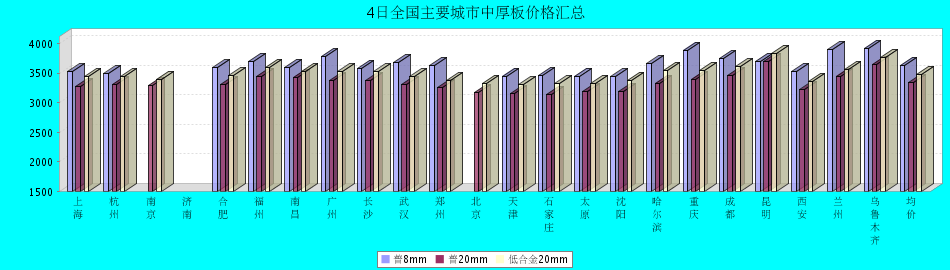 4日全国主要城市中厚板价格汇总
4000
3500
3000
2500
2000
1500
上海
杭州
南京
济南
合肥
福州
南昌
广州
长沙
武汉
郑州
北京
天津
石家庄
太原
沈阳
哈尔滨
重庆
成都
昆明
西安
兰州
乌鲁木齐
均价
普8mm 普20mm 低合金20mm